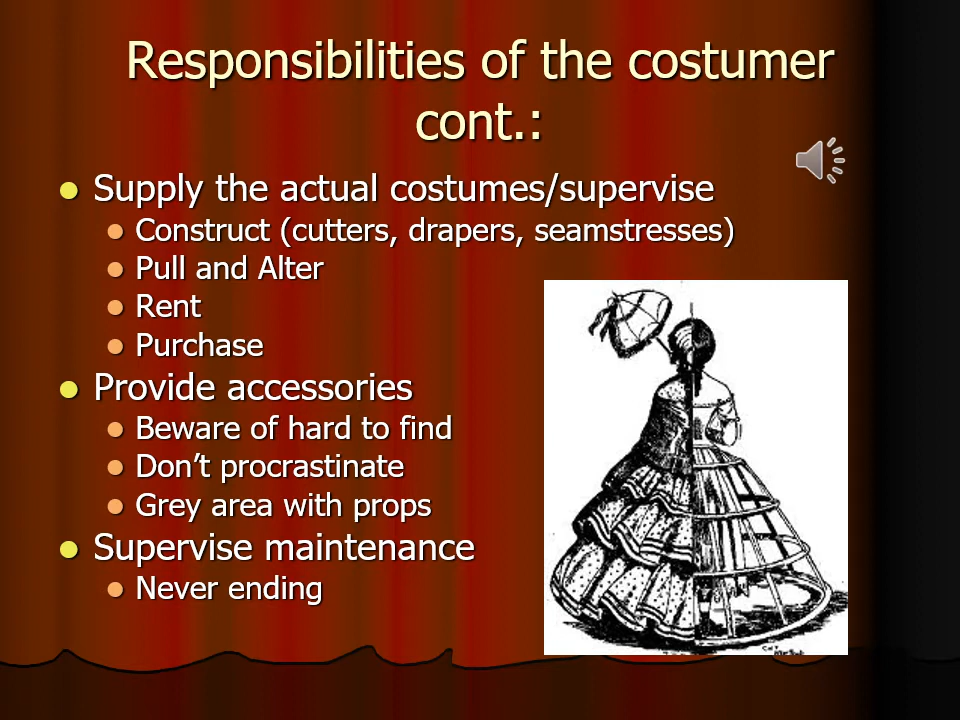 Responsibilities of the costumer
cont.:
Supply the actual costumes/supervise
Construct (cutters, drapers, seamstresses)
Pull and Alter
Rent
Purchase
Provide accessories
Beware of hard to find
Don’t procrastinate
Grey area with props
Supervise maintenance
Never ending